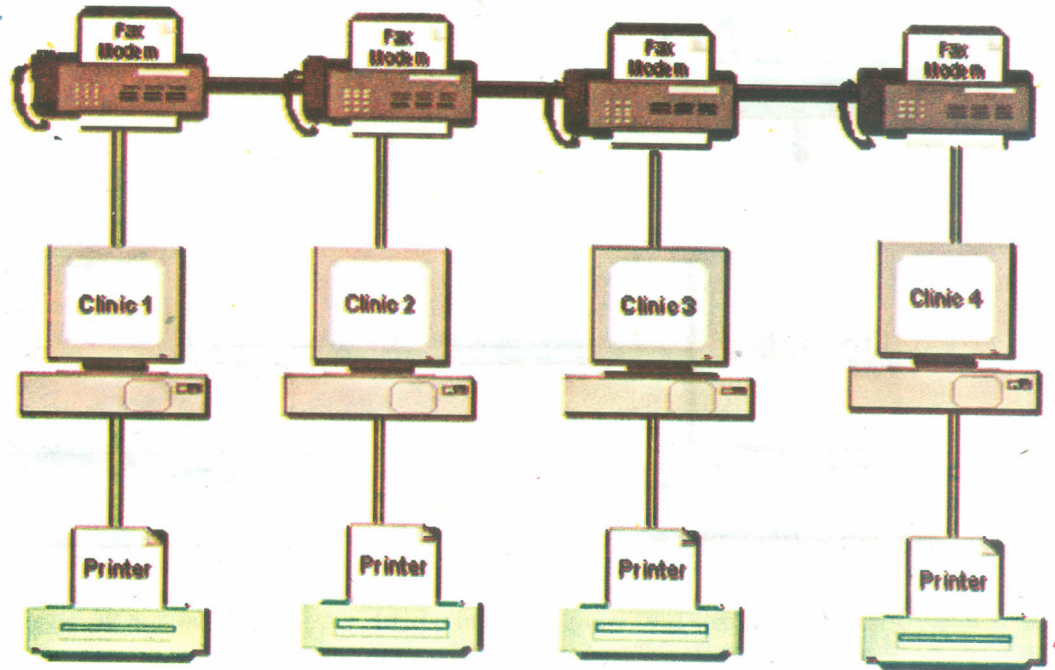 Fax
Modem
Fax
Modem
Fax
Modem
Fax
Modem
Clinic 1
Clinic 2
Clinic 3
Clinic 4
Printer
Printer
Printer
Printer